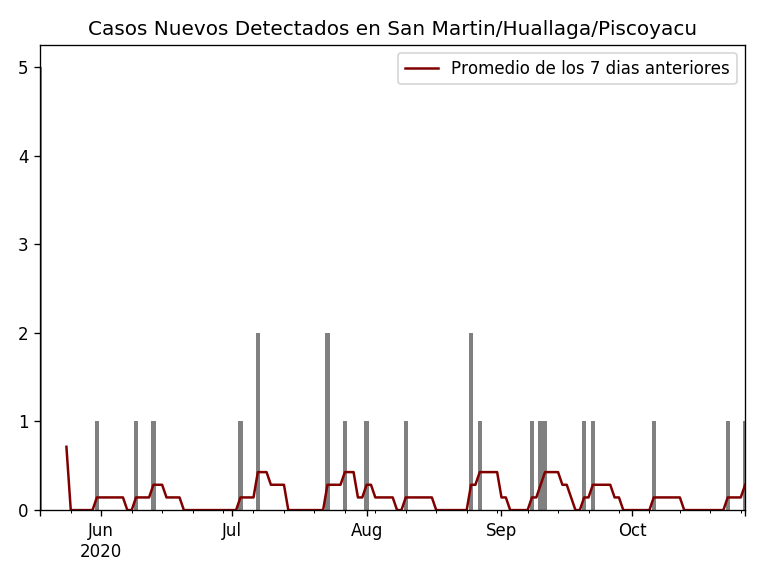 Casos Nuevos Detectados en San Martin/Huallaga/Piscoyacu
Promedio de los 7 dias anteriores
5
4
3
2
1
0
Jun Jul Aug Sep Oct
2020